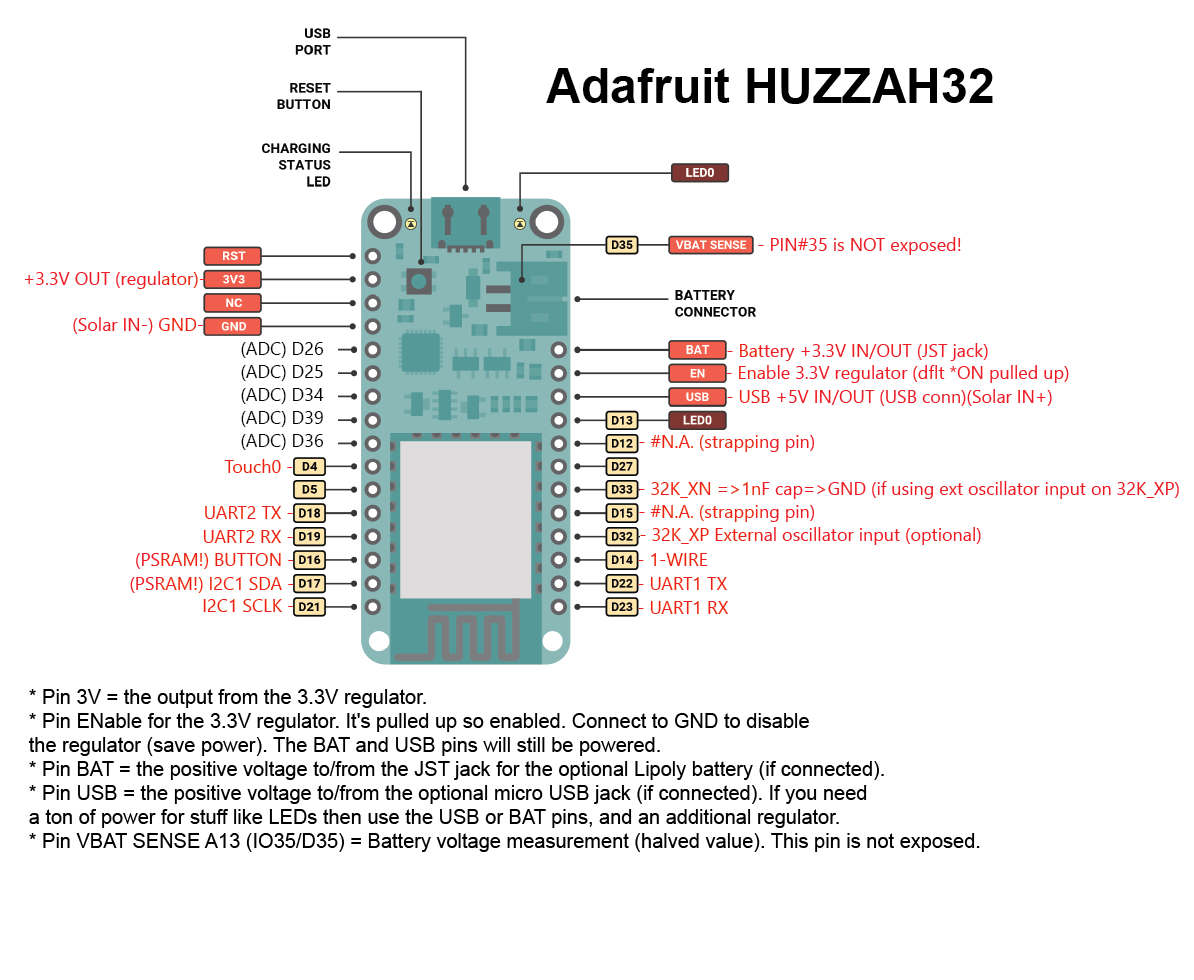 USB
PORT
Adafruit HUZZAH32
RESET
BUTTON
CHARGING
STATUS
LED
LED0
D35 VBAT SENSE - PIN#35 is NOT exposed!
RST
+3.3V OUT (regulator)- 3V3
NC
(Solar IN-) GND- GND
BATTERY
CONNECTOR
(ADC) D26
(ADC) D25
(ADC) D34
(ADC) D39
(ADC) D36
Touch0 - D4
D5
UART2 TX - D18
UART2 RX - D19
(PSRAM!) BUTTON - D16
(PSRAM!) I2C1 SDA - D17
I2C1 SCLK - D21
BAT - Battery +3.3V IN/OUT (JST jack)
EN - Enable 3.3V regulator (dflt *ON pulled up)
USB - USB +5V IN/OUT (USB conn)(Solar IN+)
D13 LED0
D12 - #N.A. (strapping pin)
D27
D33 - 32K_XN =>1nF cap=>GND (if using ext oscillator input on 32K_XP)
D15 - #N.A. (strapping pin)
D32 - 32K_XP External oscillator input (optional)
D14 - 1-WIRE
D22 - UART1 TX
D23 - UART1 RX
* Pin 3V = the output from the 3.3V regulator.
* Pin ENable for the 3.3V regulator. It's pulled up so enabled. Connect to GND to disable
the regulator (save power). The BAT and USB pins will still be powered.
* Pin BAT = the positive voltage to/from the JST jack for the optional Lipoly battery (if connected).
* Pin USB = the positive voltage to/from the optional micro USB jack (if connected). If you need
a ton of power for stuff like LEDs then use the USB or BAT pins, and an additional regulator.
* Pin VBAT SENSE A13 (IO35/D35) = Battery voltage measurement (halved value). This pin is not exposed.